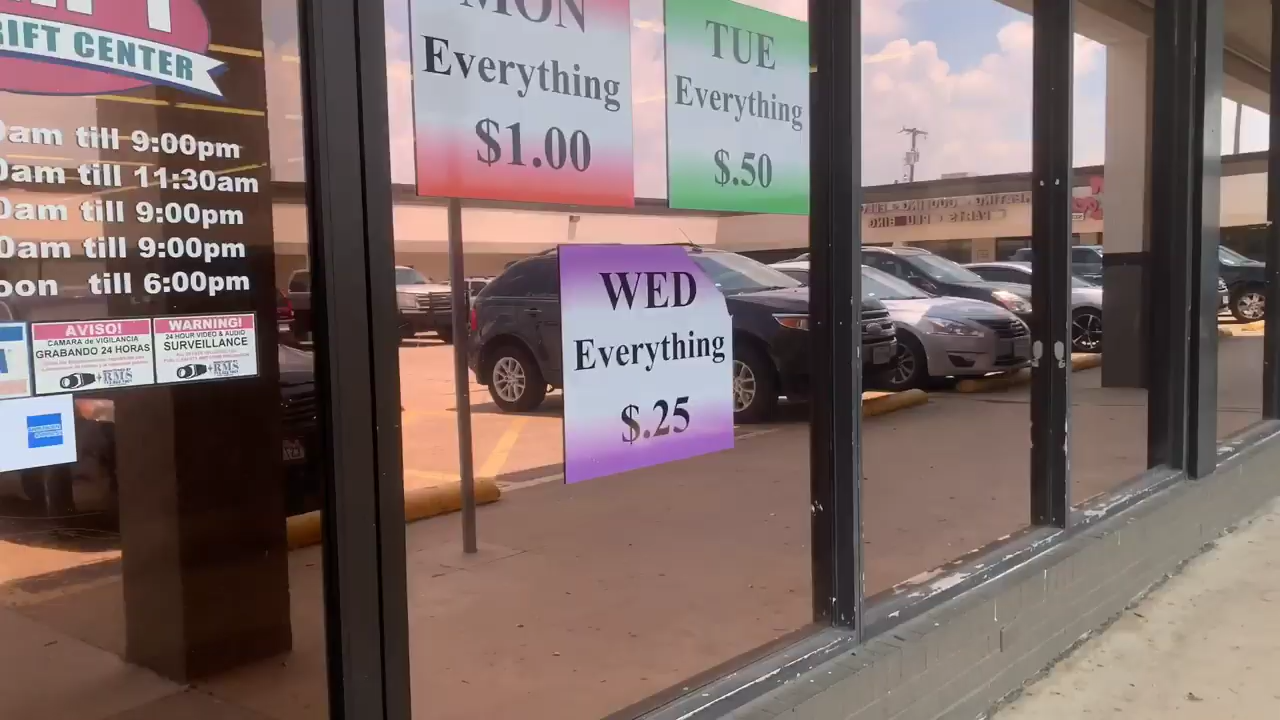 RIFT CENTER
0am till 9:00pm
0am till 11:30am
0am till 9:00pm
0am till 9:00pm
oon till 6:00pm
AVISO!
CAMARA de VIGILANCIA
GRABANDO 24 HORAS
RMS
WARNING!
24 HOUR VIDEO & AUDIO
SURVEILLANCE
RMS
MON
Everything
$1.00
TUE
Everything
$.50
WED
Everything
$.25